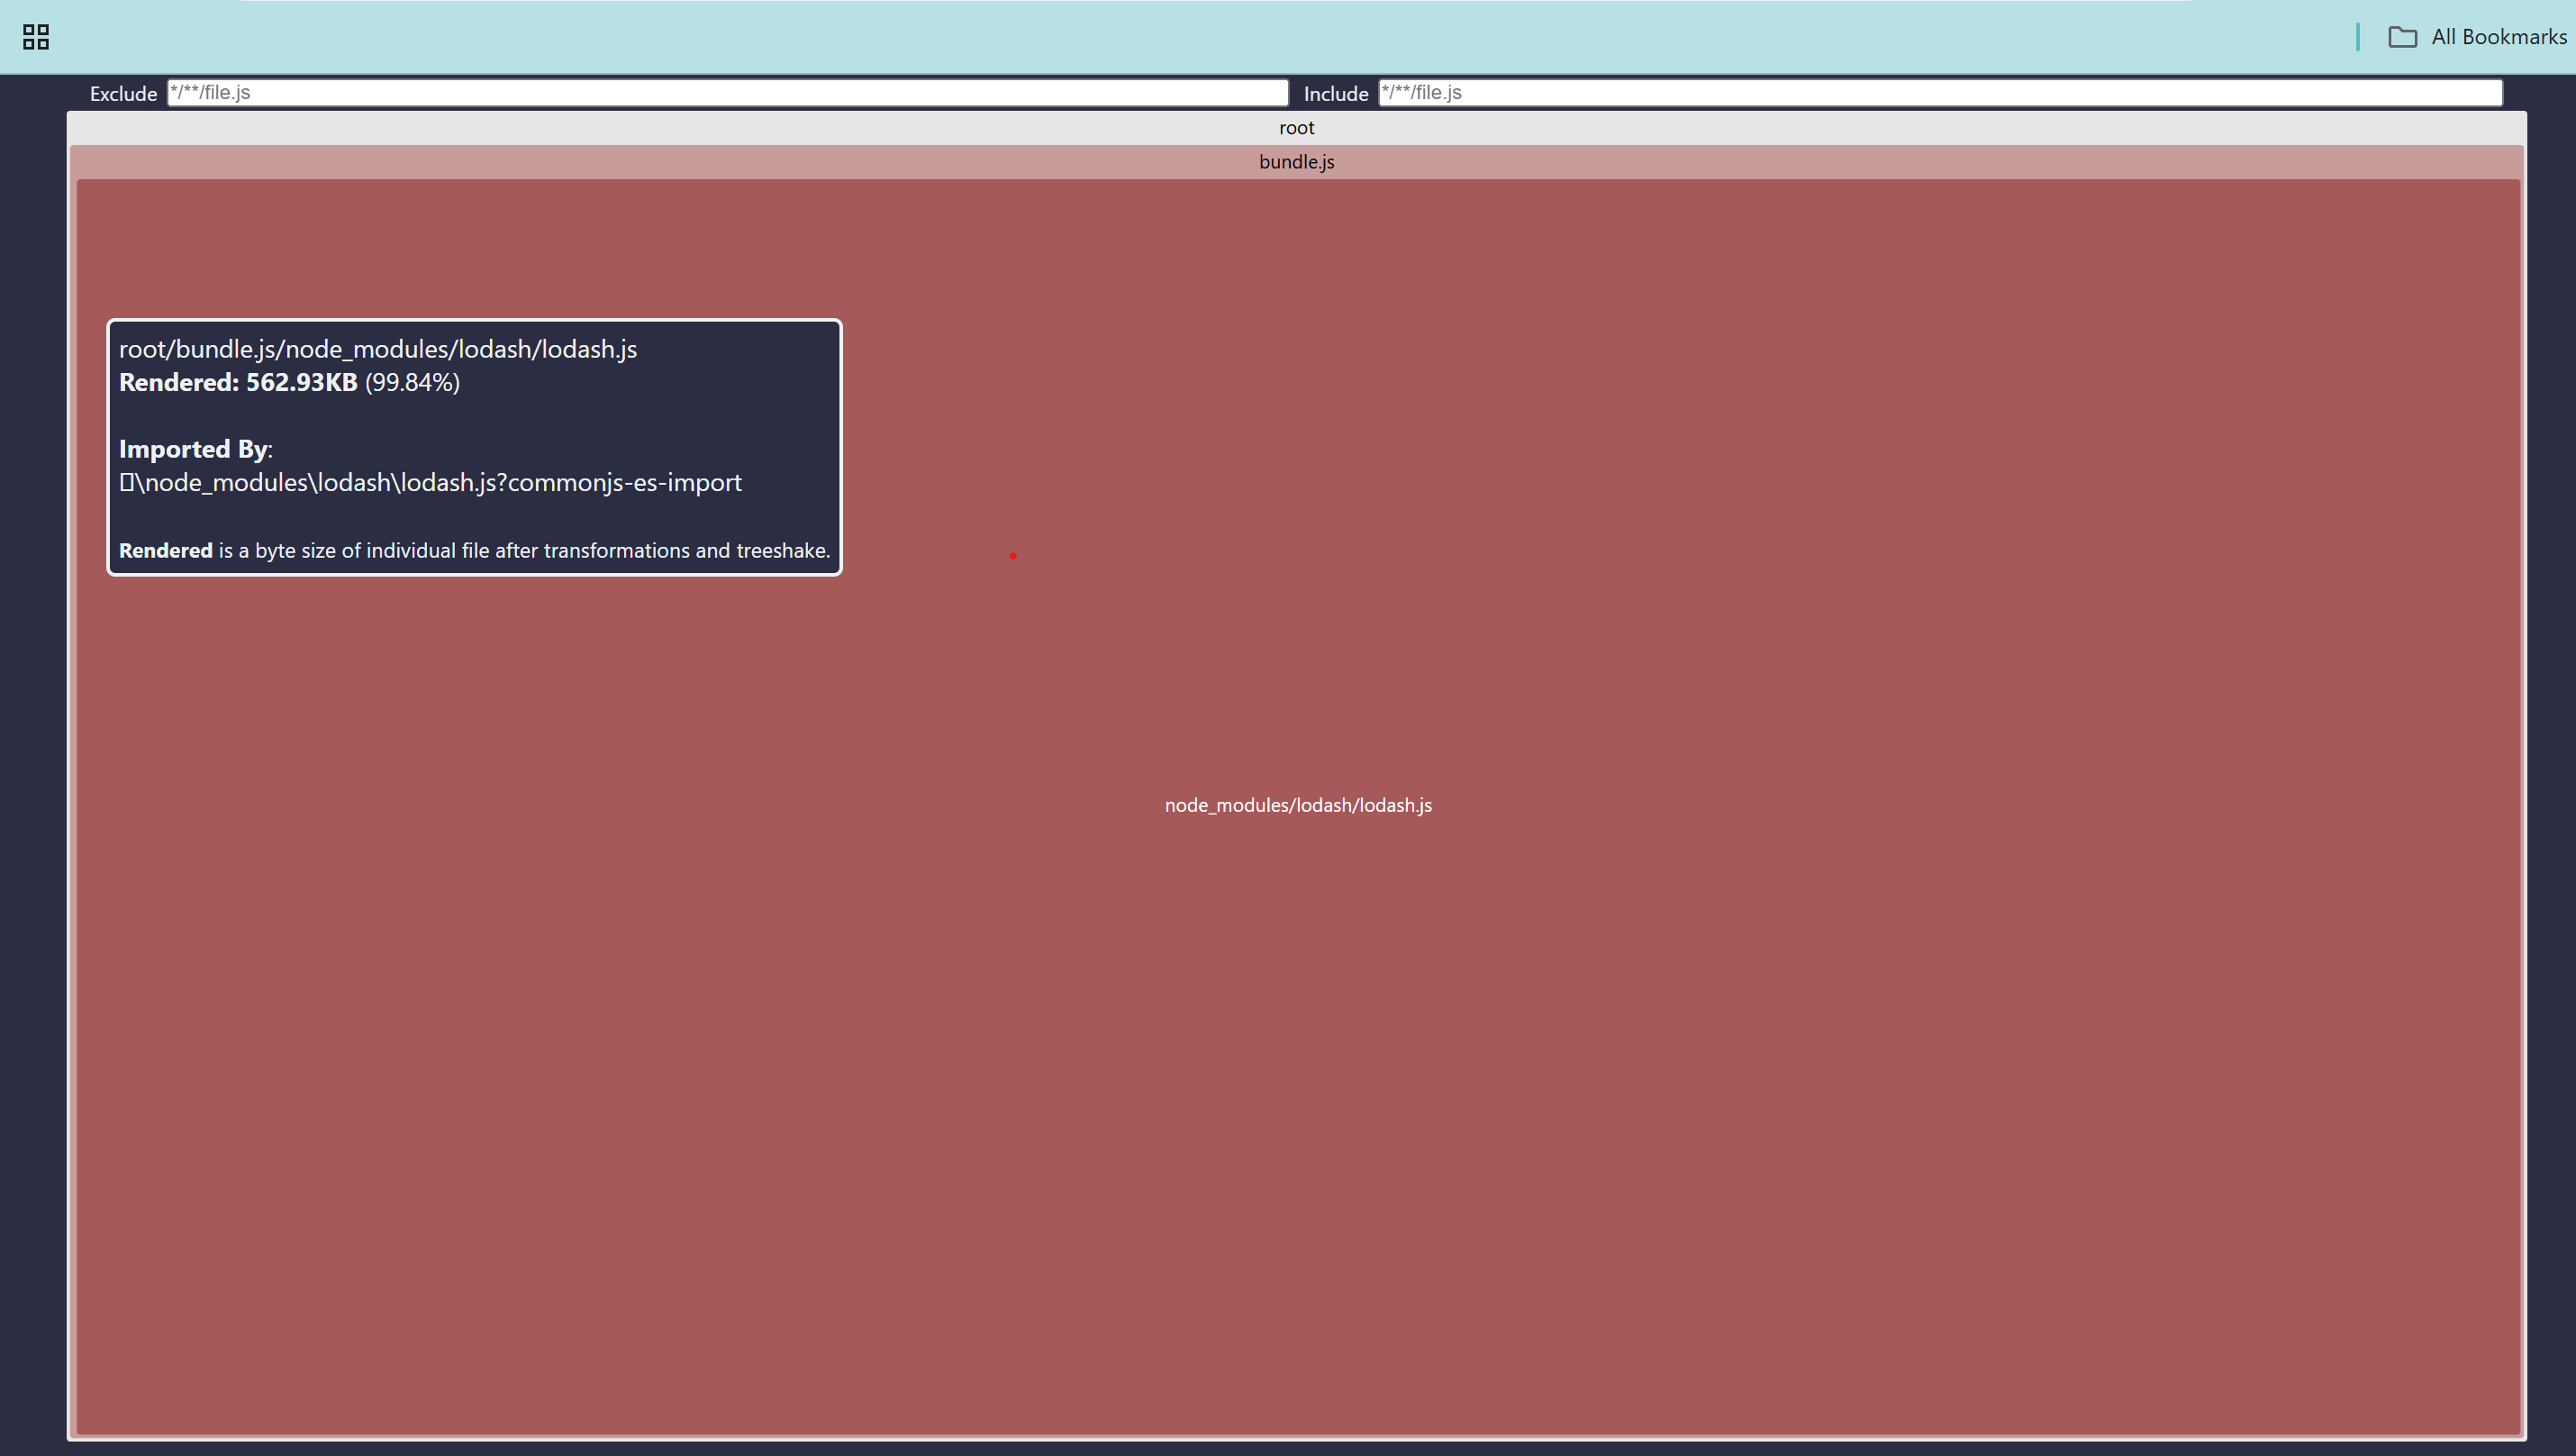 All Bookmarks
Exclude */**/file.js Include */**/file.js
root
bundle.js
root/bundle.js/node_modules/lodash/lodash.js
Rendered: 562.93KB (99.84%)
Imported By:
\node_modules\lodash\lodash.js?commonjs-es-import
Rendered is a byte size of individual file after transformations and treeshake.
node_modules/lodash/lodash.js